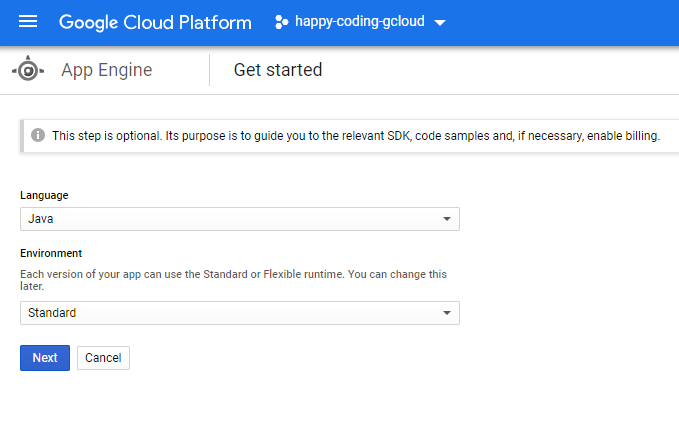 Google Cloud Platform happy-coding-gcloud
App Engine Get started
This step is optional. Its purpose is to guide you to the relevant SDK, code samples and, if necessary, enable billing.
Language
Java
Environment
Each version of your app can use the Standard or Flexible runtime. You can change this
later.
Standard
Next Cancel